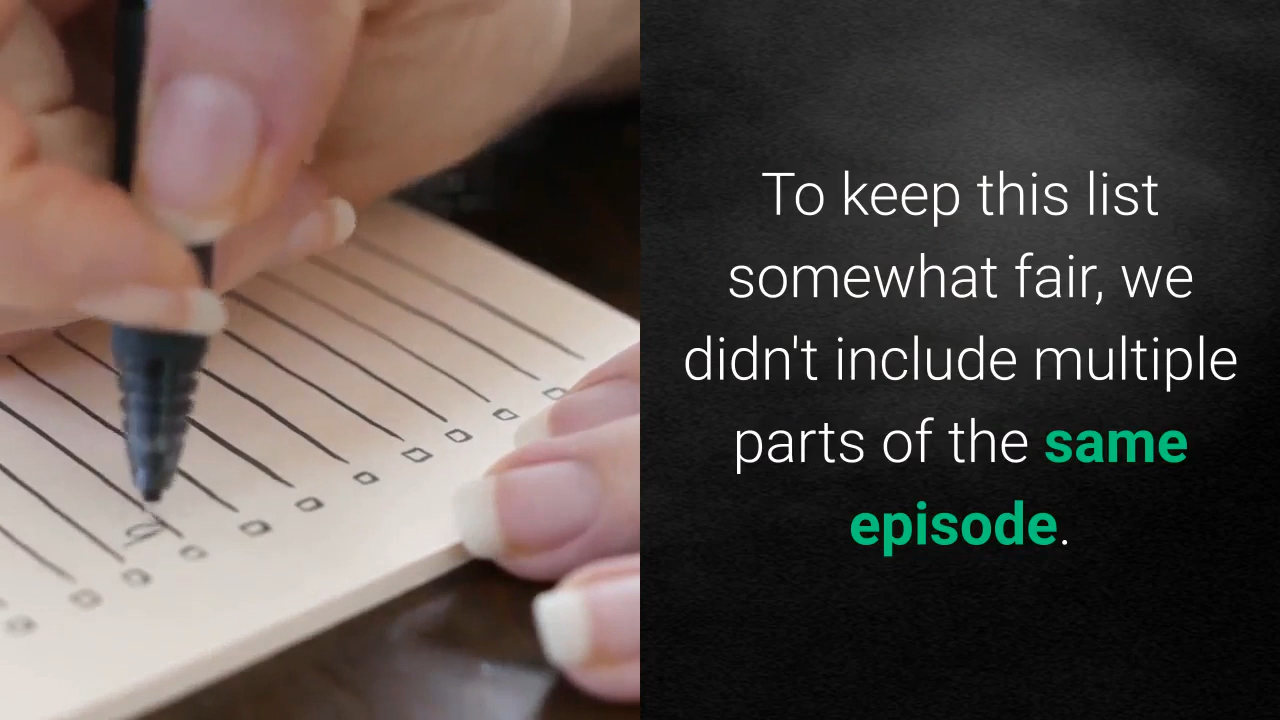 To keep this list
somewhat fair, we
didn't include multiple
parts of the same
episode.